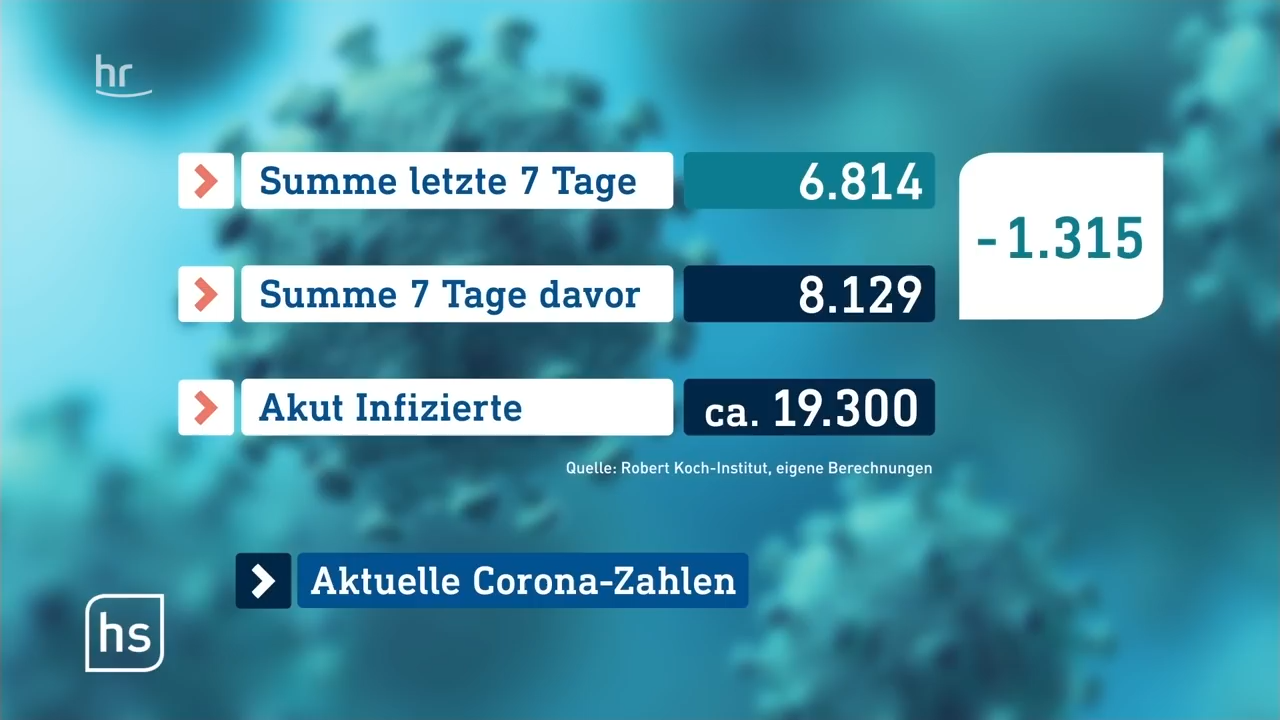 hr
Summe letzte 7 Tage 6.814
- 1.315
Summe 7 Tage davor 8.129
Akut Infizierte ca. 19.300
Quelle: Robert Koch-Institut, eigene Berechnungen
Aktuelle Corona-Zahlen
hs